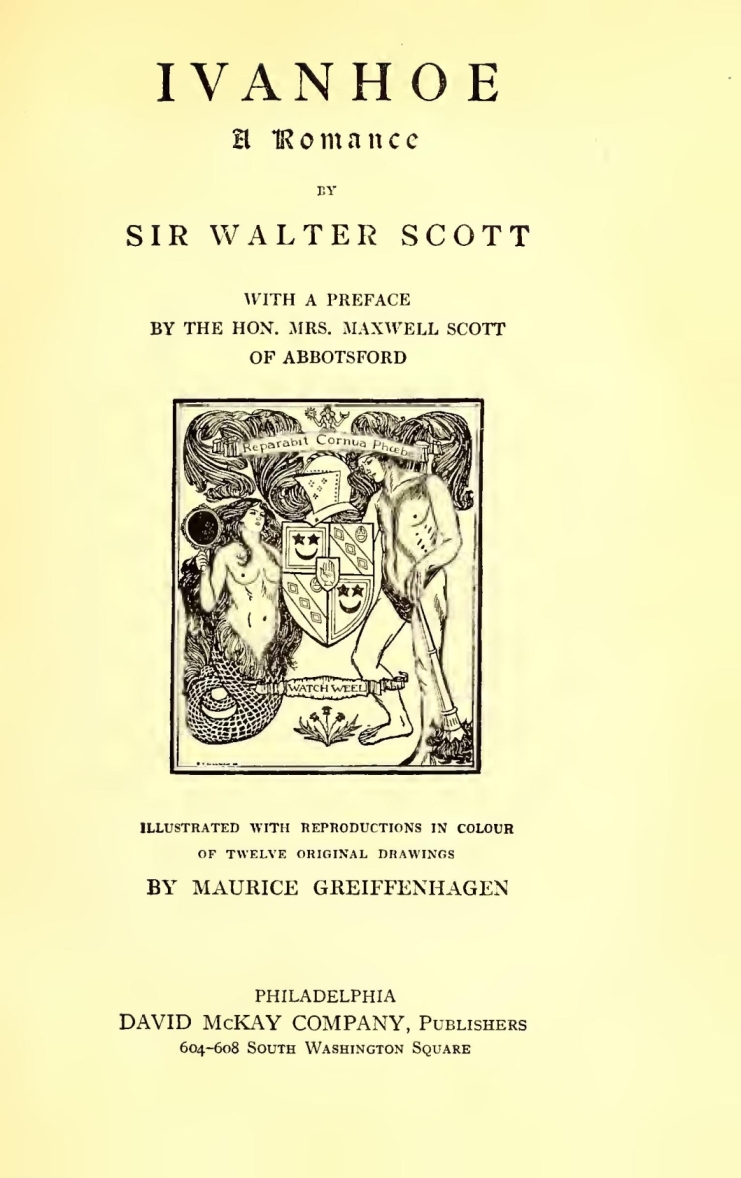 IVANHOE
A Romance
BY
SIR WALTER SCOTT
WITH A PREFACE
BY THE HON. MRS. MAXWELL SCOTT
OF ABBOTSFORD
Reparabit Cornua Phœbe
WATCH WEEL
ILLUSTRATED WITH REPRODUCTIONS IN COLOUR
OF TWELVE ORIGINAL DRAWINGS
BY MAURICE GREIFFENHAGEN
PHILADELPHIA
DAVID McKAY COMPANY, PUBLISHERS
604–608 SOUTH WASHINGTON SQUARE